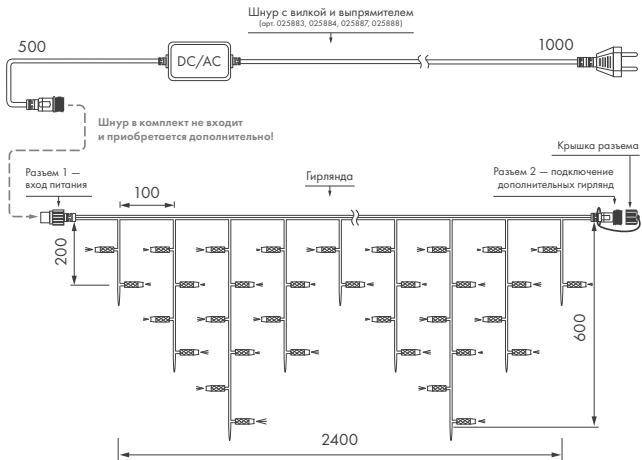 Шнур с вилкой и выпрямителем
(арт. 025883, 025884, 025887, 025888)
500
DC/AC
1000
Шнур в комплект не входит
и приобретается дополнительно!
Крышка разъема
Разъем 1 —
вход питания
Гирлянда
Разъем 2 — подключение
дополнительных гирлянд
100
200
600
2400